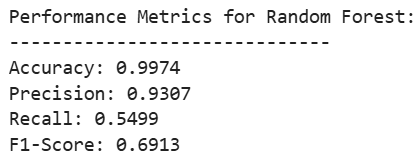 Performance Metrics for Random Forest:
------------------------------
Accuracy: 0.9974
Precision: 0.9307
Recall: 0.5499
F1-Score: 0.6913